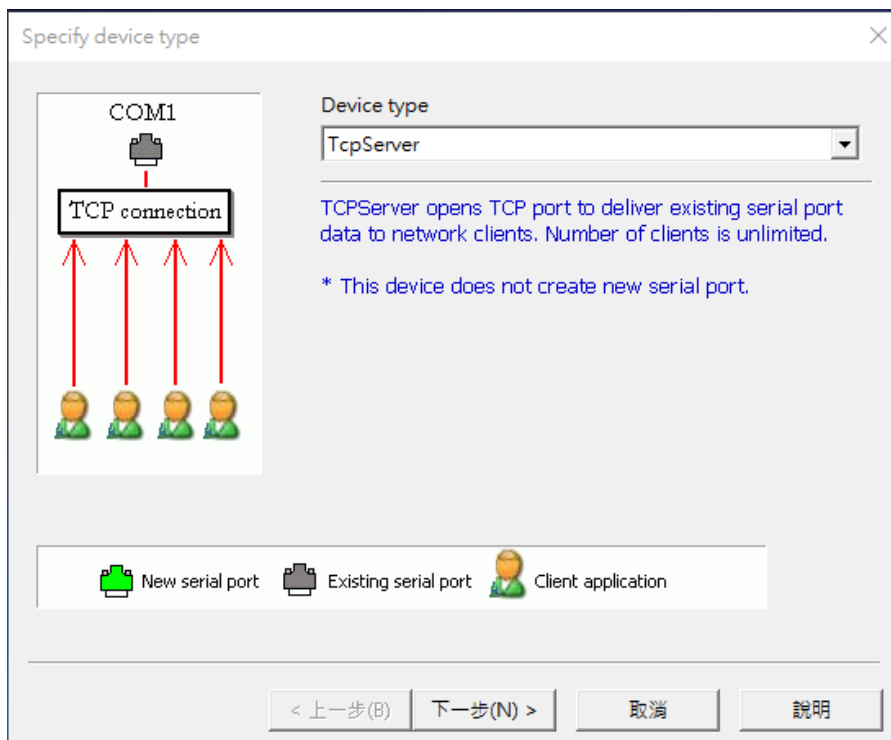 Specify device type
COM1
TCP connection
Device type
TcpServer
TCPServer opens TCP port to deliver existing serial port
data to network clients. Number of clients is unlimited.
* This device does not create new serial port.
New serial port
Existing serial port
Client application
< 上一步(B)
下一步(N) >
取消
說明